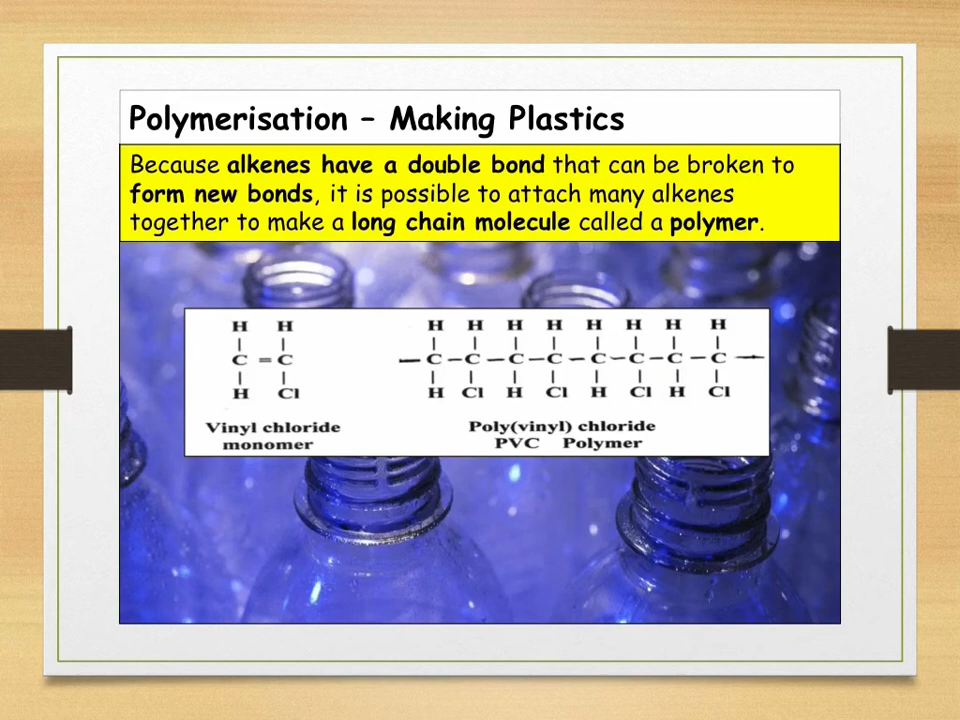 Polymerisation – Making Plastics
Because alkenes have a double bond that can be broken to
form new bonds, it is possible to attach many alkenes
together to make a long chain molecule called a polymer.
H H
C = C
H Cl
Vinyl chloride
monomer
H H H H H H H H
– C – C – C – C – C – C – C – C →
H Cl H Cl H Cl H Cl
Poly(vinyl) chloride
PVC Polymer